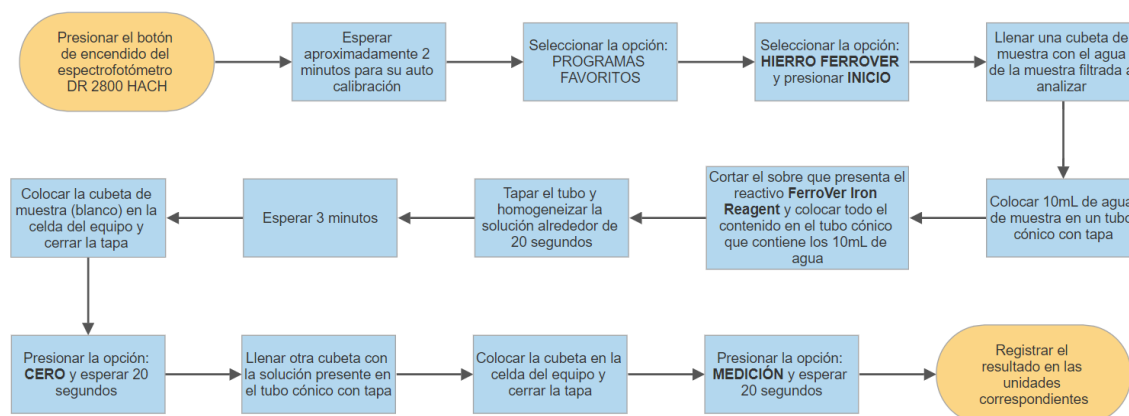 Presionar el botón
de encendido del
espectrofotómetro
DR 2800 HACH
Esperar
aproximadamente 2
minutos para su auto
calibración
Seleccionar la opción:
PROGRAMAS
FAVORITOS
Seleccionar la opción:
HIERRO FERROVER
y presionar INICIO
Llenar una cubeta de
muestra con el agua
de la muestra filtrada a
analizar
Colocar 10mL de agua
de muestra en un tubo
cónico con tapa
Cortar el sobre que presenta el
reactivo FerroVer Iron
Reagent y colocar todo el
contenido en el tubo cónico
que contiene los 10mL de
agua
Tapar el tubo y
homogeneizar la
solución alrededor de
20 segundos
Esperar 3 minutos
Colocar la cubeta de
muestra (blanco) en la
celda del equipo y
cerrar la tapa
Presionar la opción:
CERO y esperar 20
segundos
Llenar otra cubeta con
la solución presente en
el tubo cónico con tapa
Colocar la cubeta en la
celda del equipo y
cerrar la tapa
Presionar la opción:
MEDICIÓN y esperar
20 segundos
Registrar el
resultado en las
unidades
correspondientes